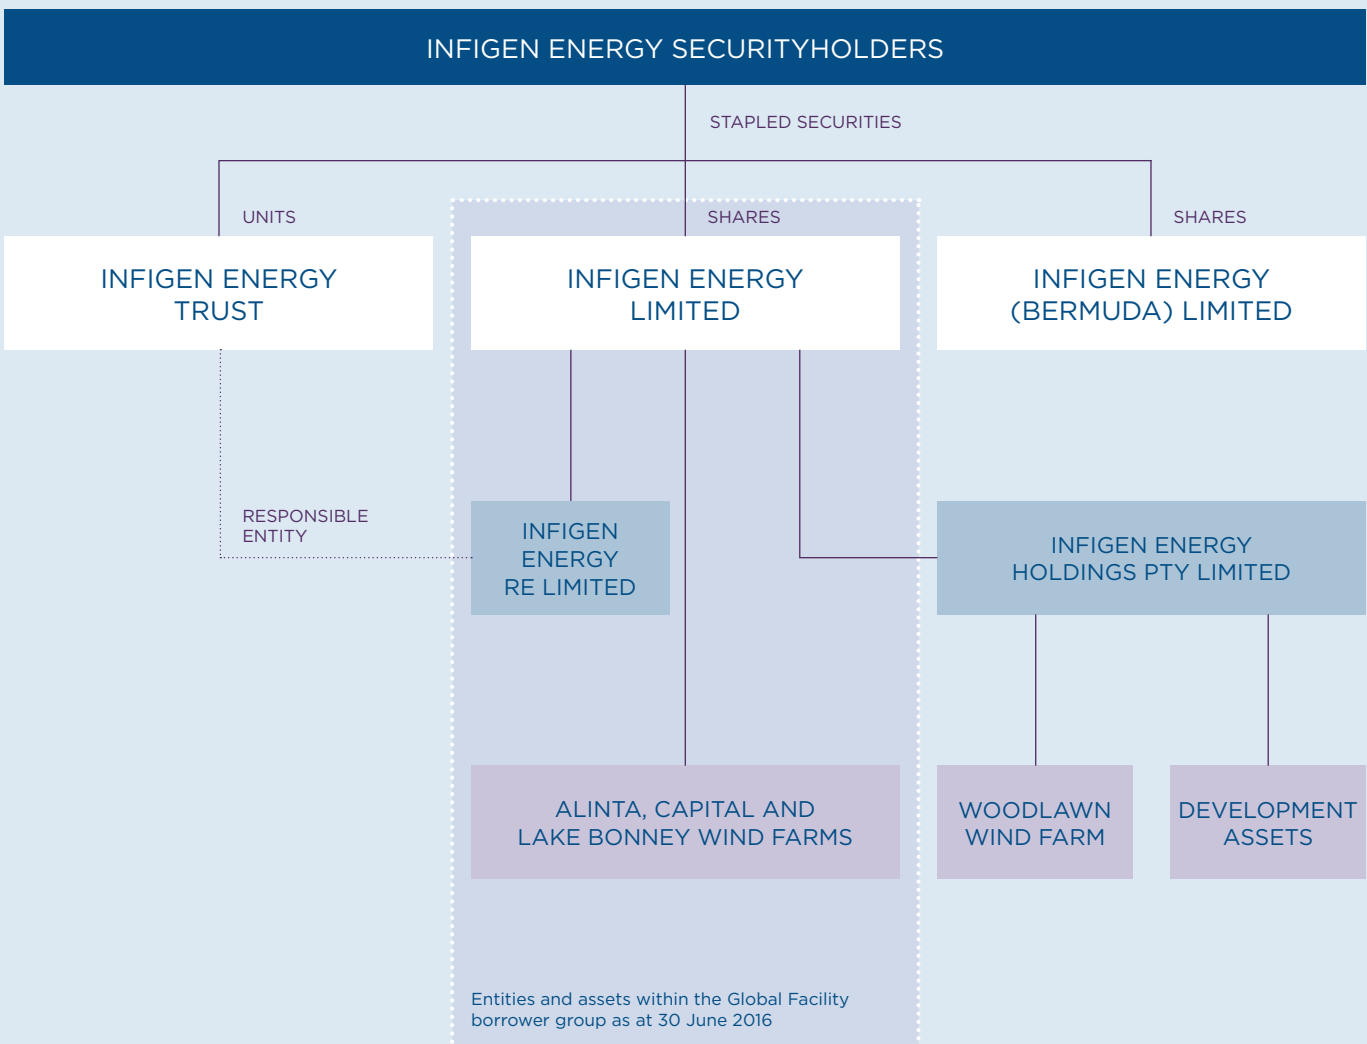 INFIGEN ENERGY SECURITYHOLDERS
STAPLED SECURITIES
UNITS
SHARES
SHARES
INFIGEN ENERGY
TRUST
INFIGEN ENERGY
LIMITED
INFIGEN ENERGY
(BERMUDA) LIMITED
RESPONSIBLE
ENTITY
INFIGEN
ENERGY
RE LIMITED
INFIGEN ENERGY
HOLDINGS PTY LIMITED
ALINTA, CAPITAL AND
LAKE BONNEY WIND FARMS
WOODLAWN
WIND FARM
DEVELOPMENT
ASSETS
Entities and assets within the Global Facility
borrower group as at 30 June 2016